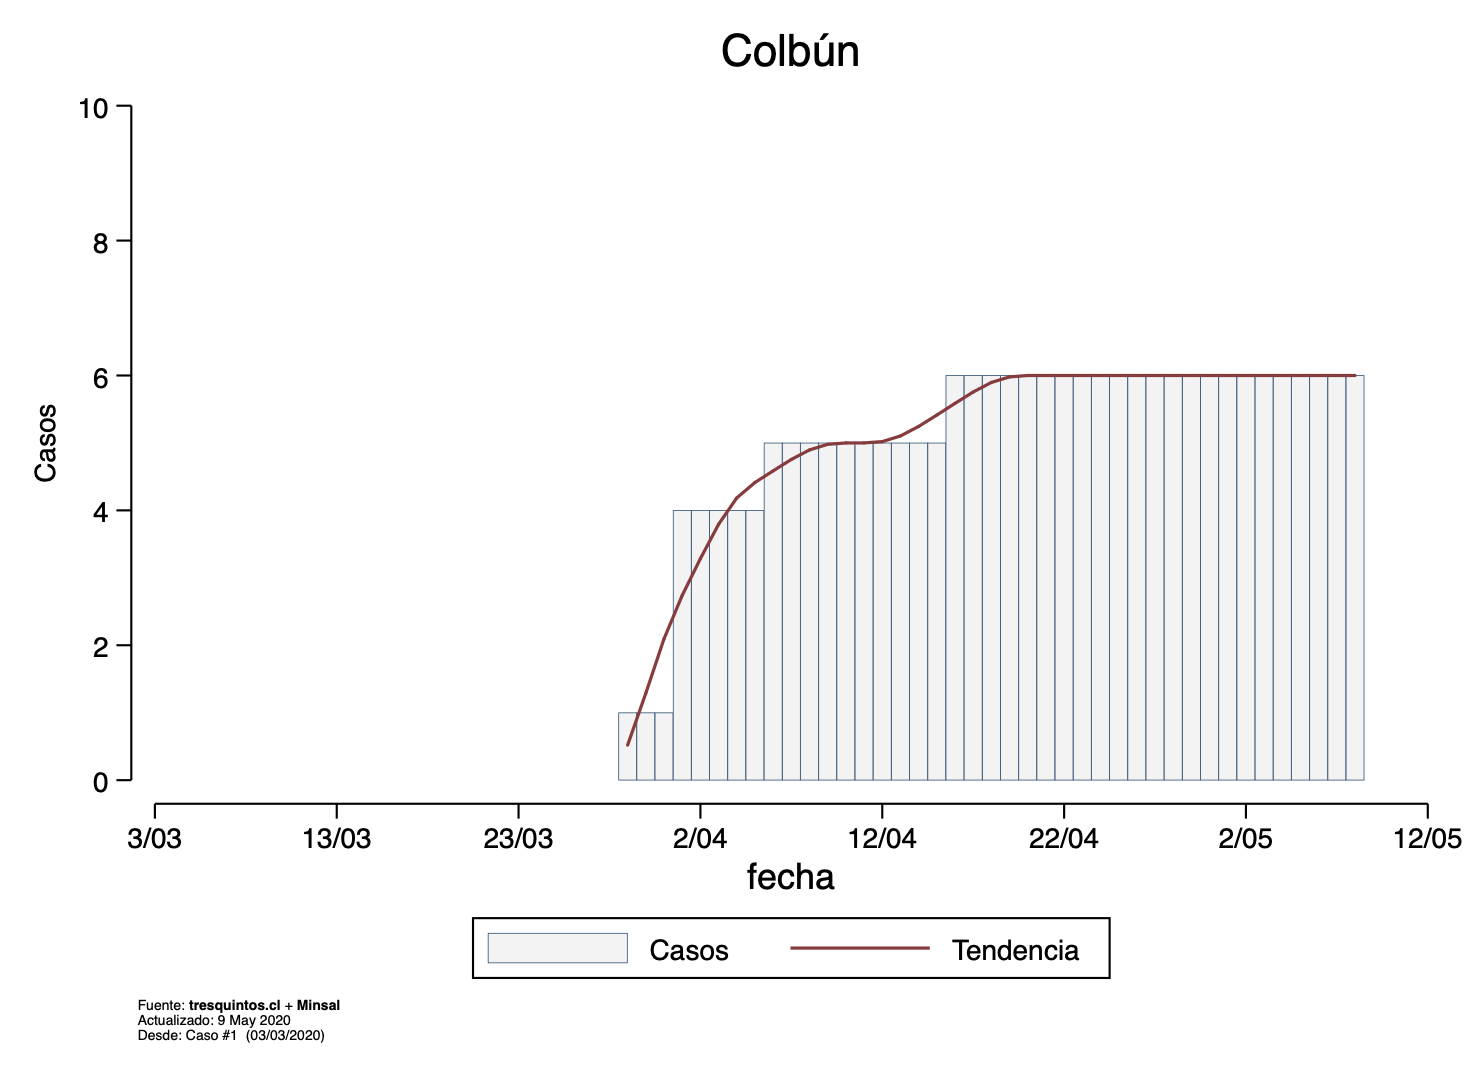 Colbún
10
8
6
4
2
0
Casos
3/03 13/03 23/03 2/04 12/04 22/04 2/05 12/05
fecha
Casos Tendencia
Fuente: tresquintos.cl + Minsal
Actualizado: 9 May 2020
Desde: Caso #1 (03/03/2020)